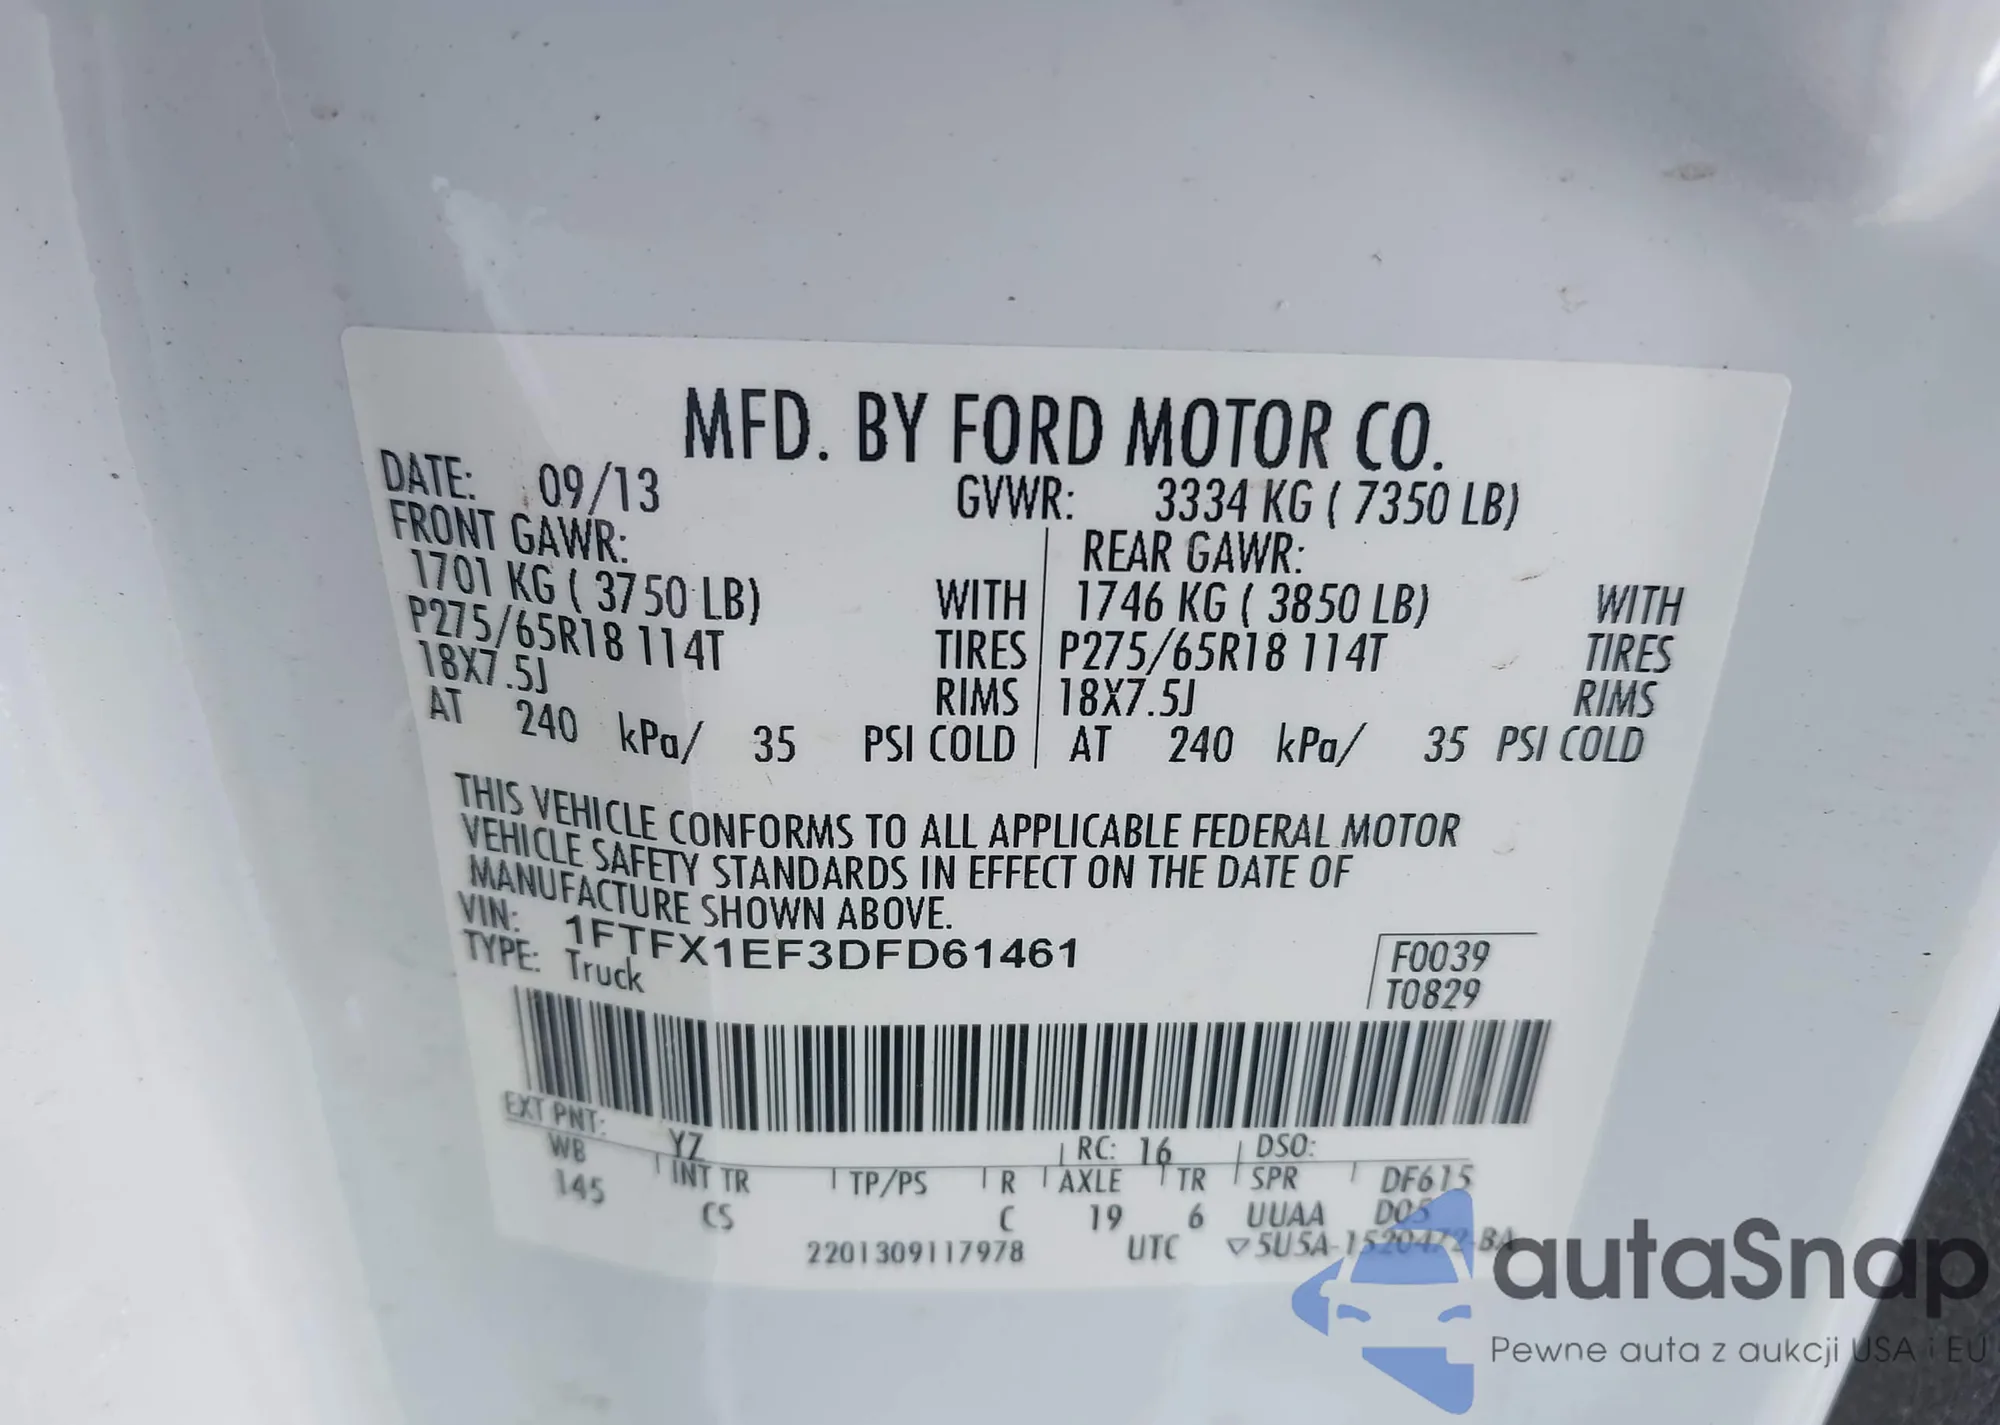 MFD. BY FORD MOTOR CO.
DATE: 09/13 GVWR: 3334 KG ( 7350 LB)
FRONT GAWR: REAR GAWR:
1701 KG ( 3750 LB) WITH 1746 KG ( 3850 LB) WITH
P275/65R18 114T TIRES P275/65R18 114T TIRES
18X7.5J RIMS 18X7.5J RIMS
AT 240 kPa/ 35 PSI COLD AT 240 kPa/ 35 PSI COLD
THIS VEHICLE CONFORMS TO ALL APPLICABLE FEDERAL MOTOR
VEHICLE SAFETY STANDARDS IN EFFECT ON THE DATE OF
MANUFACTURE SHOWN ABOVE.
VIN: 1FTFX1EF3DFD61461
TYPE: Truck
F0039
T0829
EXT PNT: YZ RC: 16 DSO:
WB INT TR TP/PS R AXLE TR SPR DF615
145 CS C 19 6 UUAA D05
2201309117978 UTC ▽5U5A-1520472-BA
autaSnap
Pewne auta z aukcji USA i EU